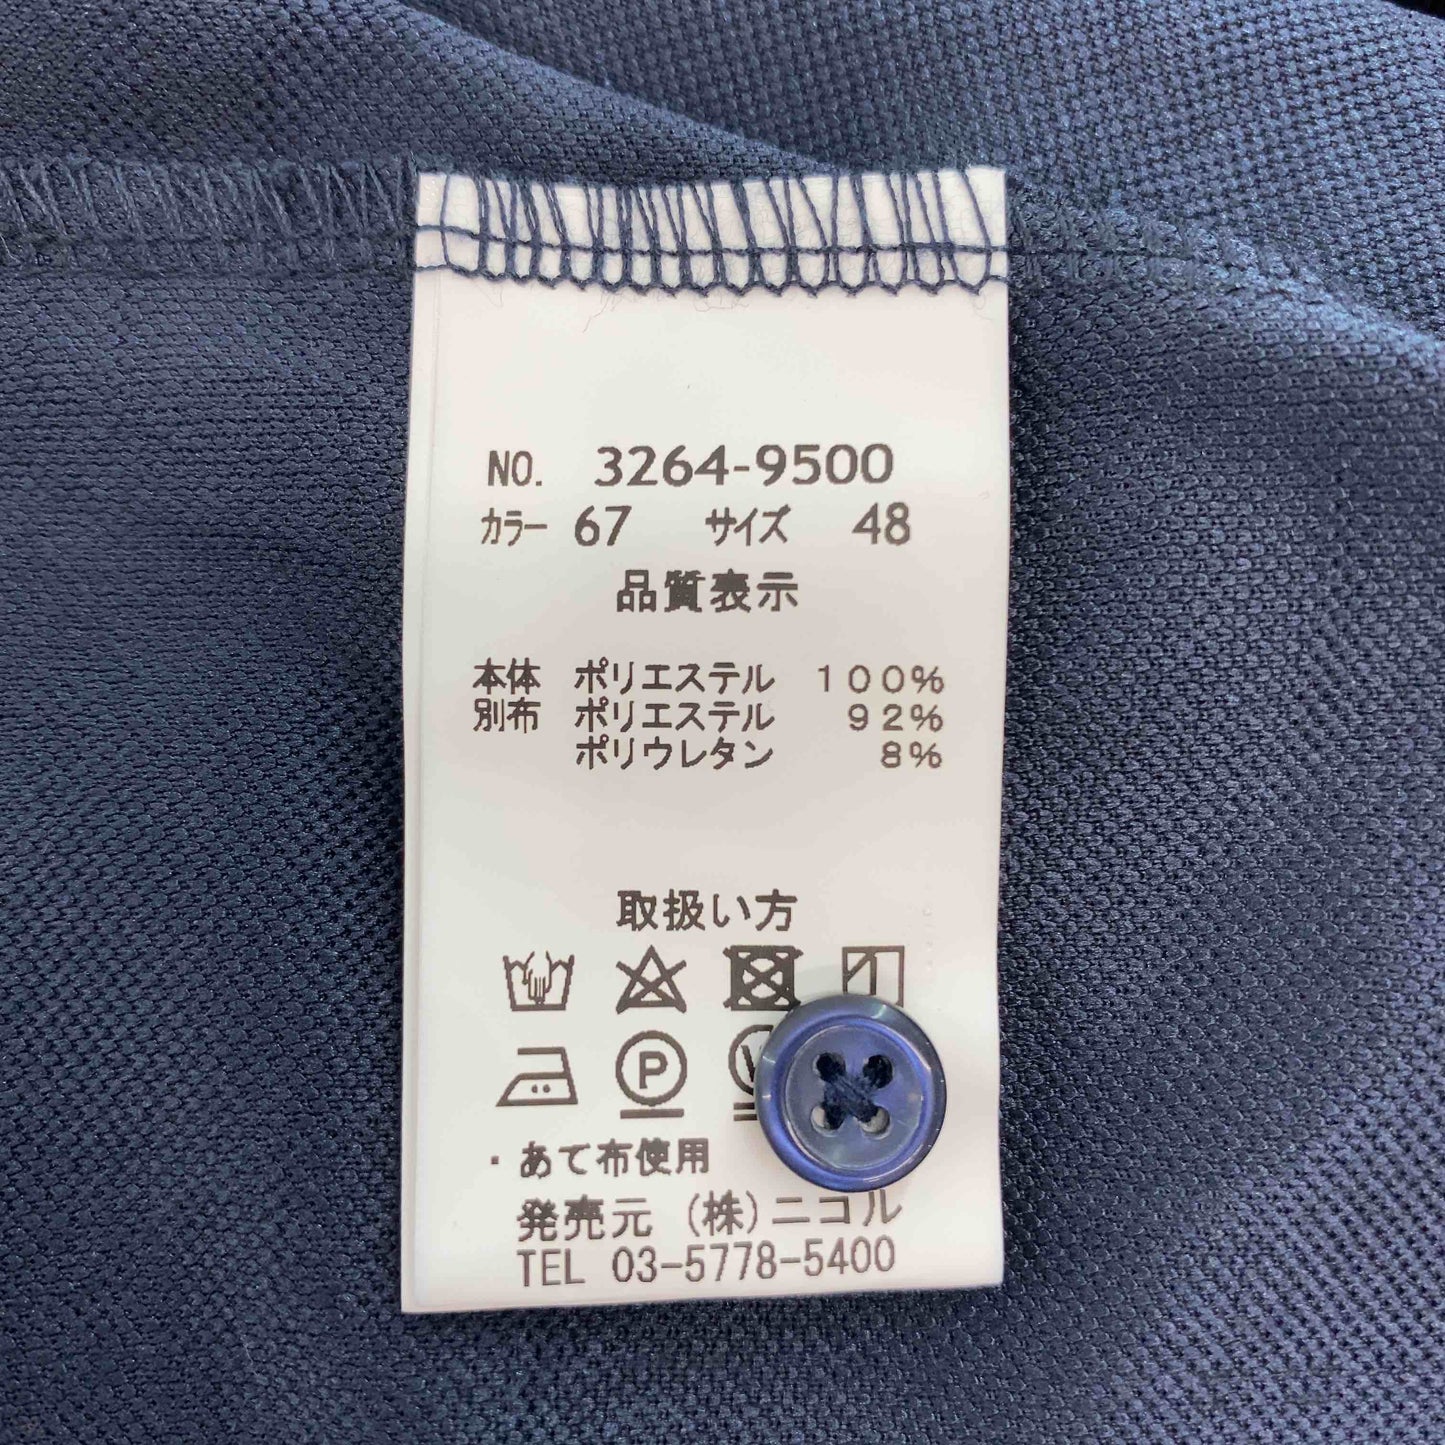 NO. 3264-9500
カラー 67 サイズ 48
品質表示
本体 ポリエステル 100%
別布 ポリエステル 92%
ポリウレタン 8%
取扱い方
P W
・あて布使用
発売元 (株)ニコル
TEL 03-5778-5400